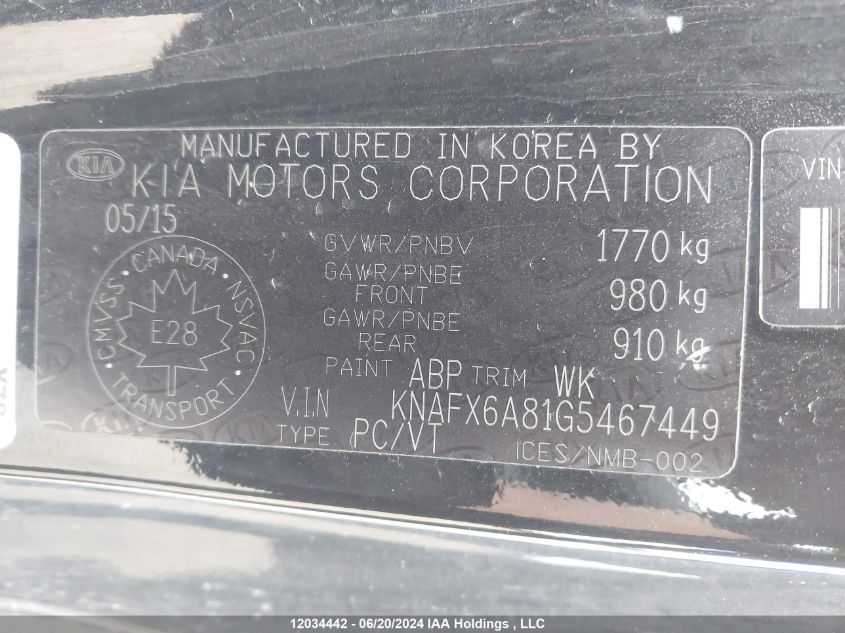 MANUFACTURED IN KOREA BY
KIA KIA MOTORS CORPORATION
05/15
GVWR/PNBV 1770 kg
GAWR/PNBE FRONT 980 kg
GAWR/PNBE REAR 910 kg
CMVSS CANADA NSVAC
E28
TRANSPORT
PAINT ABP TRIM WK
V.I.N KNAFX6A81G5467449
TYPE PC/VT
ICES/NMB-002
VIN
12034442 - 06/20/2024 IAA Holdings , LLC